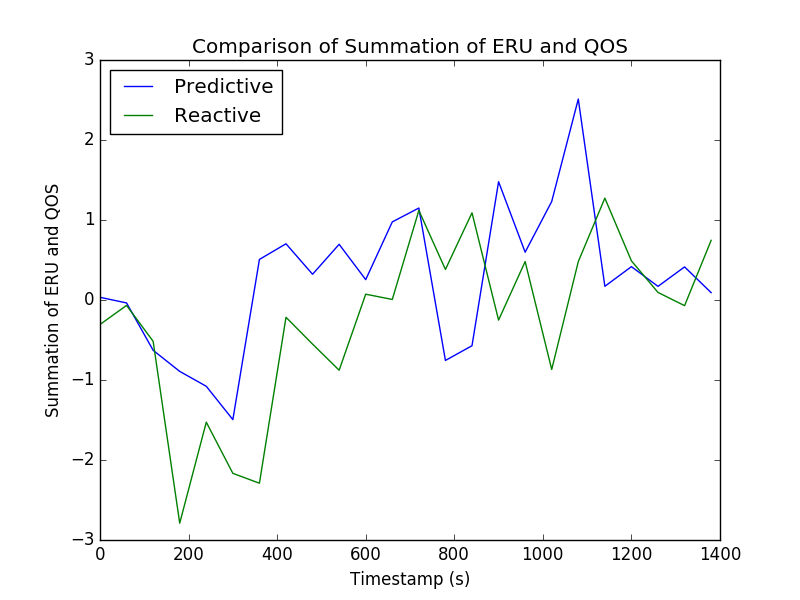 Comparison of Summation of ERU and QOS
3
2
1
0
−1
−2
−3
Summation of ERU and QOS
Predictive
Reactive
0 200 400 600 800 1000 1200 1400
Timestamp (s)